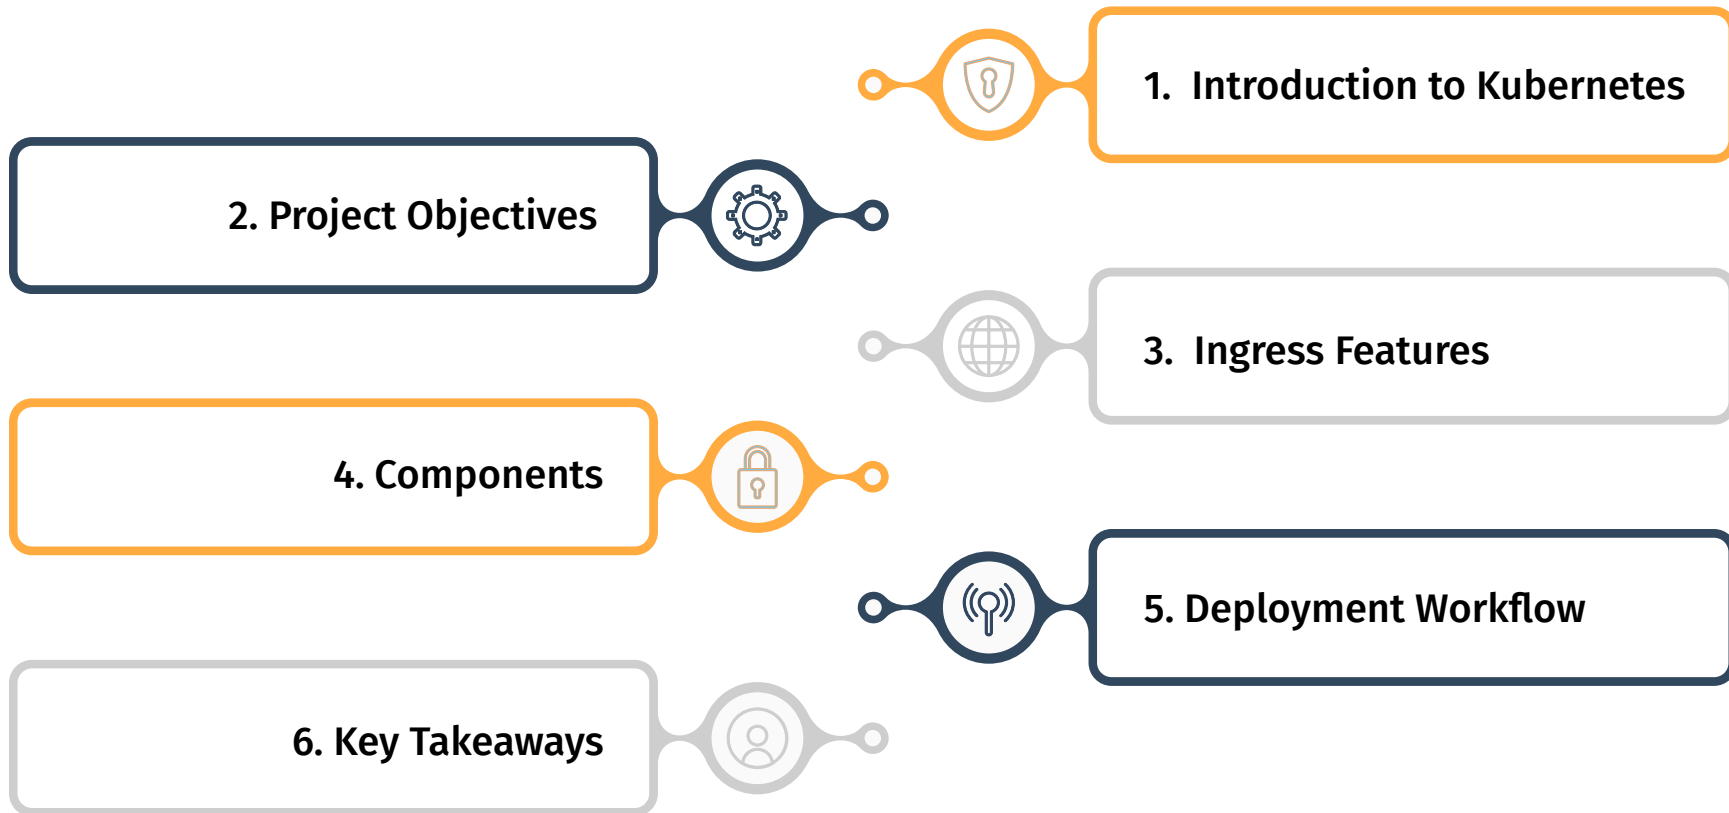 1. Introduction to Kubernetes
2. Project Objectives
3. Ingress Features
4. Components
5. Deployment Workflow
6. Key Takeaways